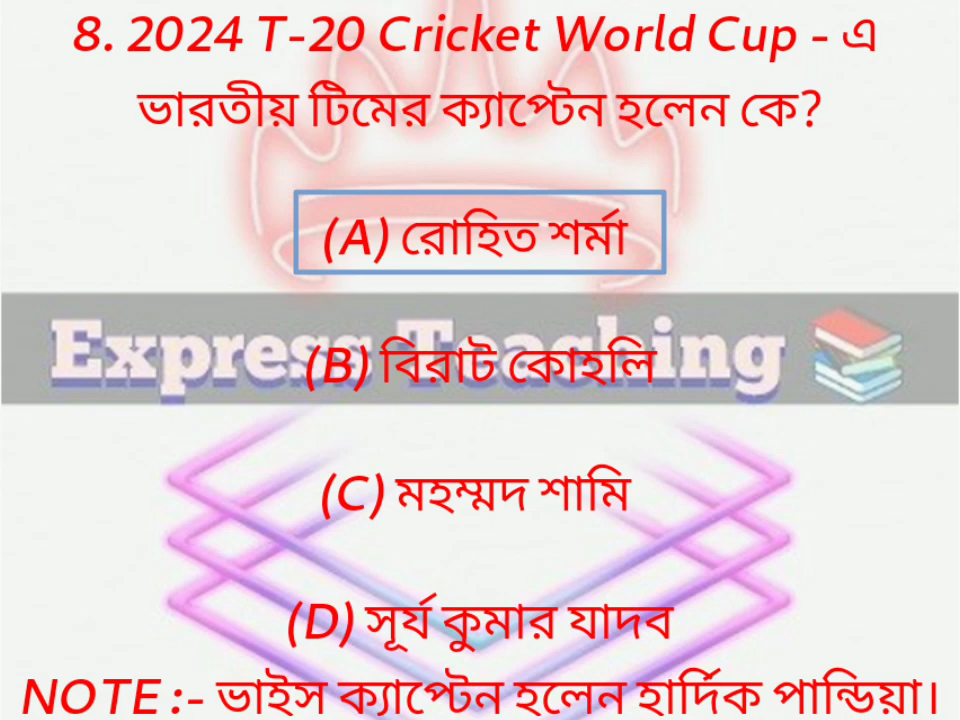 8. 2024 T-20 Cricket World Cup - এ
ভারতীয় টিমের ক্যাপ্টেন হলেন কে?
(A) রোহিত শর্মা
Express Teaching
(B) বিরাট কোহলি
(C) মহম্মদ শামি
(D) সূর্য কুমার যাদব
NOTE :- ভাইস ক্যাপ্টেন হলেন হার্দিক পান্ডিয়া।